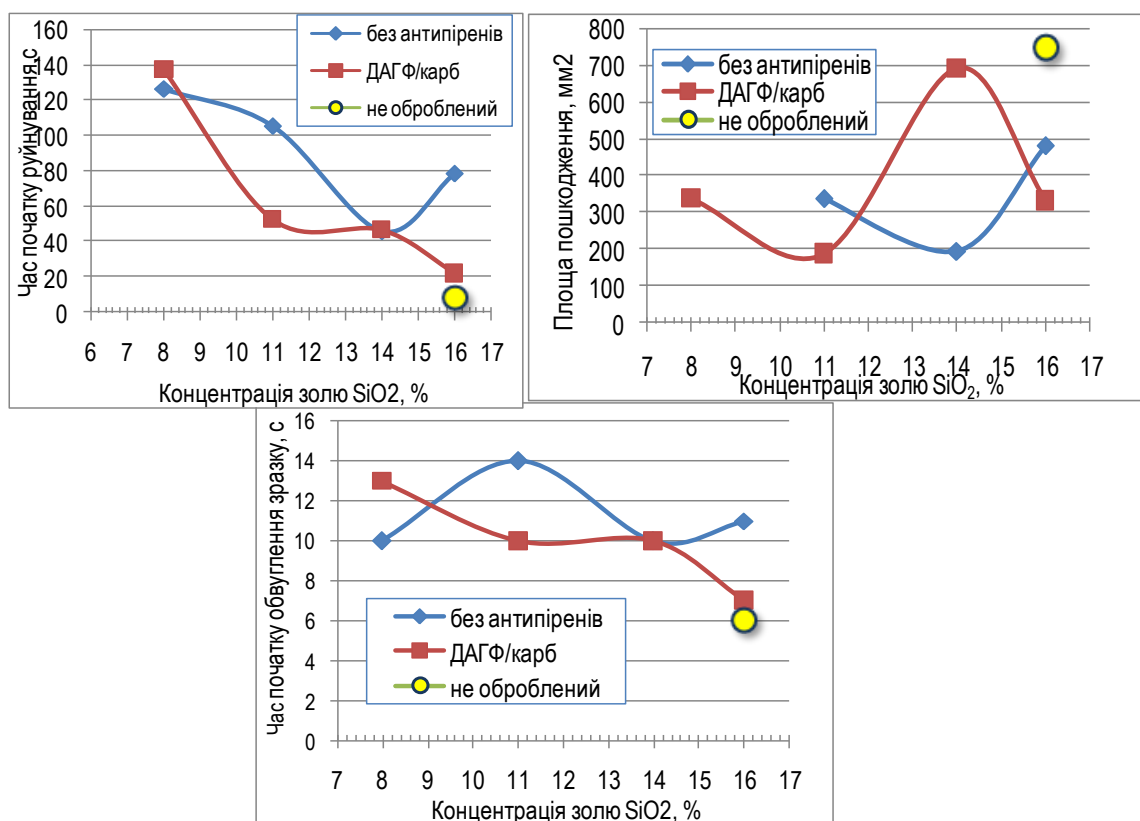 Час початку руйнування,с
160
140
120
100
80
60
40
20
0
без антипіренів
ДАГФ/карб
не оброблений
6 7 8 9 10 11 12 13 14 15 16 17
Концентрація золю SiO2, %
Площа пошкодження, мм2
800
700
600
500
400
300
200
100
0
без антипіренів
ДАГФ/карб
не оброблений
7 8 9 10 11 12 13 14 15 16 17
Концентрація золю SiO₂, %
Час початку обвуглення зразку, с
16
14
12
10
8
6
4
2
0
без антипіренів
ДАГФ/карб
не оброблений
7 8 9 10 11 12 13 14 15 16 17
Концентрація золю SiO2, %